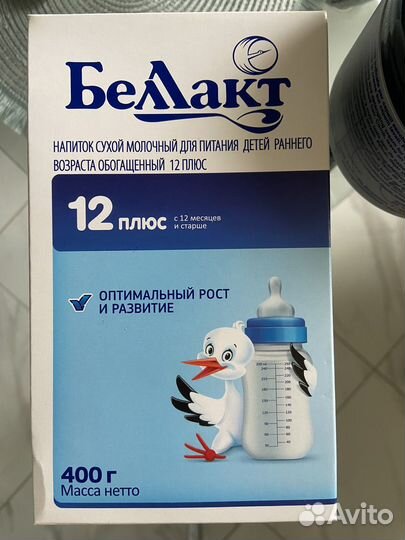 Беллакт
НАПИТОК СУХОЙ МОЛОЧНЫЙ ДЛЯ ПИТАНИЯ ДЕТЕЙ РАННЕГО
ВОЗРАСТА ОБОГАЩЕННЫЙ 12 ПЛЮС
12 ПЛЮС
с 12 месяцев
и старше
ОПТИМАЛЬНЫЙ РОСТ
И РАЗВИТИЕ
400 г
Масса нетто
Avito